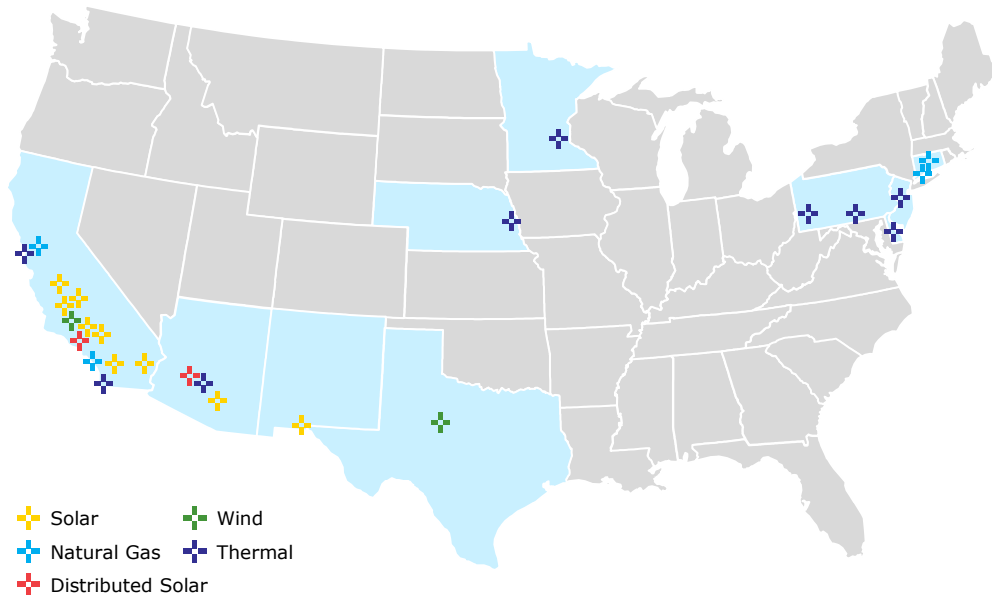 Solar
Wind
Natural Gas
Thermal
Distributed Solar